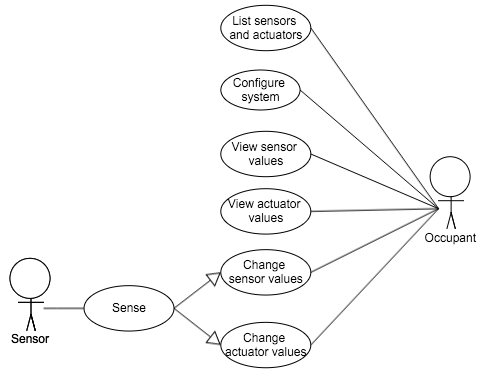 List sensors
and actuators
Configure
system
View sensor
values
View actuator
values
Occupant
Change
sensor values
Sense
Sensor
Change
actuator values